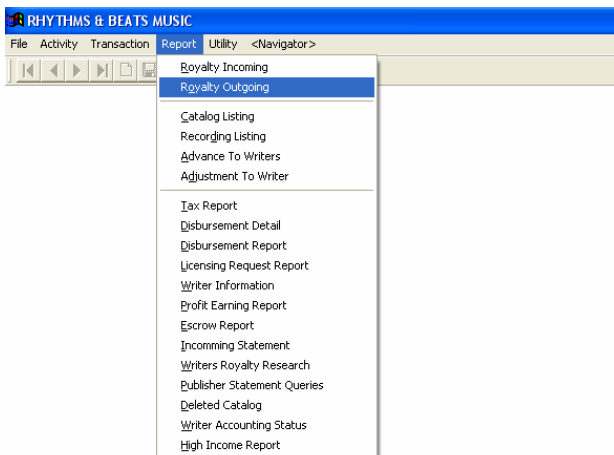 RHYTHMS & BEATS MUSIC
File Activity Transaction Report Utility <Navigator>
Royalty Incoming
Royalty Outgoing
Catalog Listing
Recording Listing
Advance To Writers
Adjustment To Writer
Tax Report
Disbursement Detail
Disbursement Report
Licensing Request Report
Writer Information
Profit Earning Report
Escrow Report
Incomming Statement
Writers Royalty Research
Publisher Statement Queries
Deleted Catalog
Writer Accounting Status
High Income Report